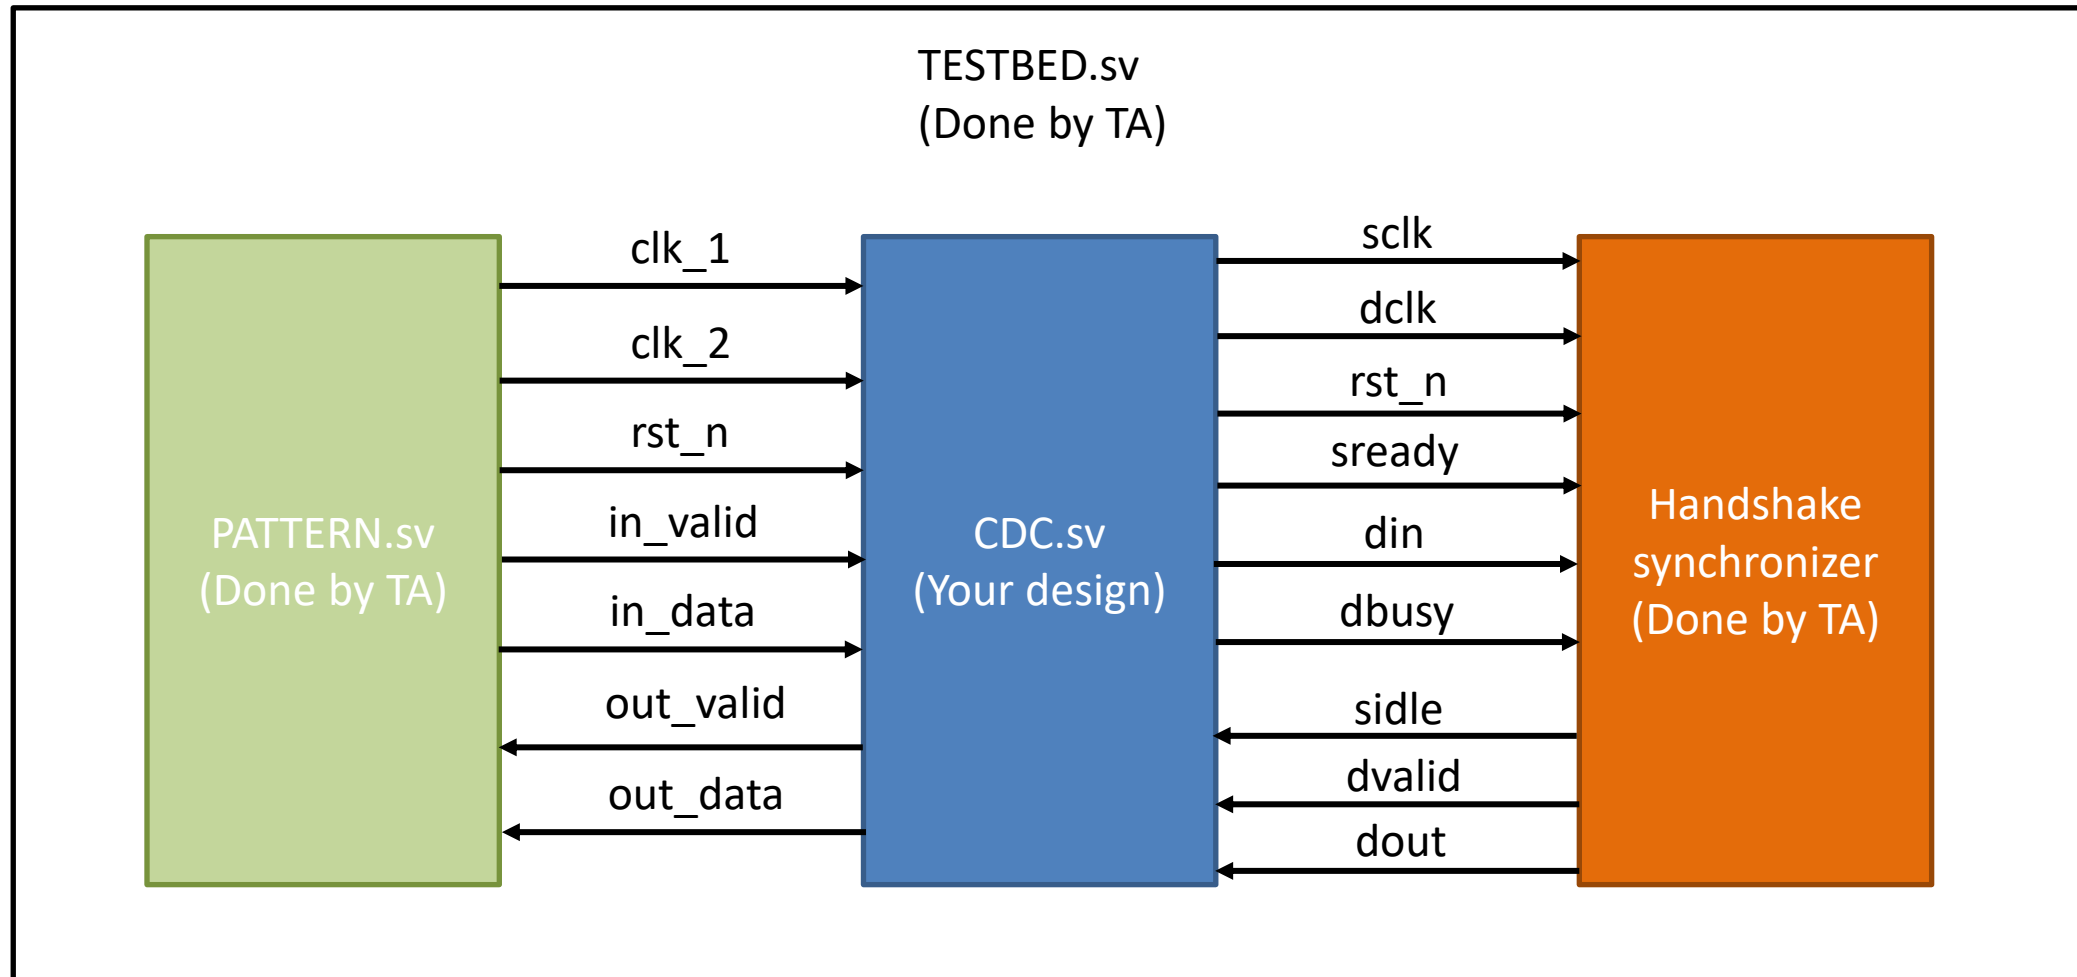 TESTBED.sv
(Done by TA)
PATTERN.sv
(Done by TA)
clk_1
clk_2
rst_n
in_valid
in_data
out_valid
out_data
CDC.sv
(Your design)
sclk
dclk
rst_n
sready
din
dbusy
sidle
dvalid
dout
Handshake
synchronizer
(Done by TA)